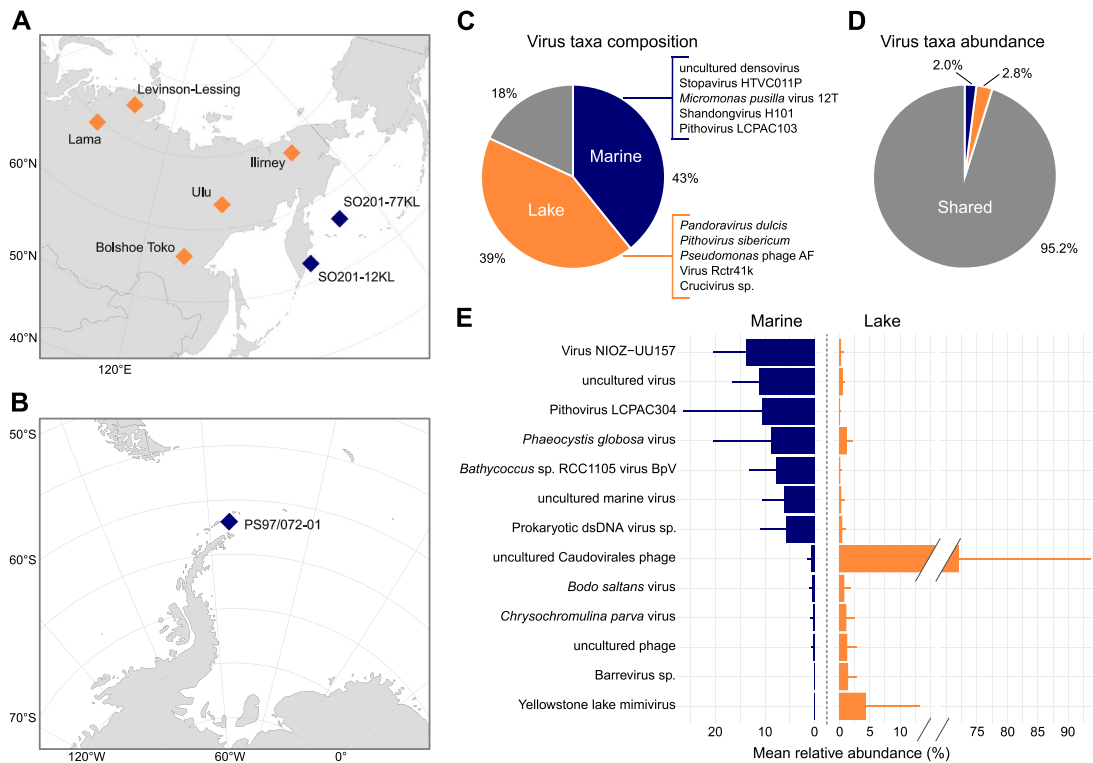 A
Levinson-Lessing
Lama
Ilirney
Ulu
Bolshoe Toko
SO201-77KL
SO201-12KL
60°N
50°N
40°N
120°E
B
50°S
60°S
70°S
PS97/072-01
120°W
60°W
0°
C
Virus taxa composition
18%
Marine
43%
Lake
39%
uncultured densovirus
Stopavirus HTVC011P
Micromonas pusilla virus 12T
Shandongvirus H101
Pithovirus LCPAC103
Pandoravirus dulcis
Pithovirus sibericum
Pseudomonas phage AF
Virus Rctr41k
Crucivirus sp.
D
Virus taxa abundance
2.0%
2.8%
Shared
95.2%
E
Marine Lake
Virus NIOZ−UU157
uncultured virus
Pithovirus LCPAC304
Phaeocystis globosa virus
Bathycoccus sp. RCC1105 virus BpV
uncultured marine virus
Prokaryotic dsDNA virus sp.
uncultured Caudovirales phage
Bodo saltans virus
Chrysochromulina parva virus
uncultured phage
Barrevirus sp.
Yellowstone lake mimivirus
20 10 0 0 5 10 75 80 85 90
Mean relative abundance (%)